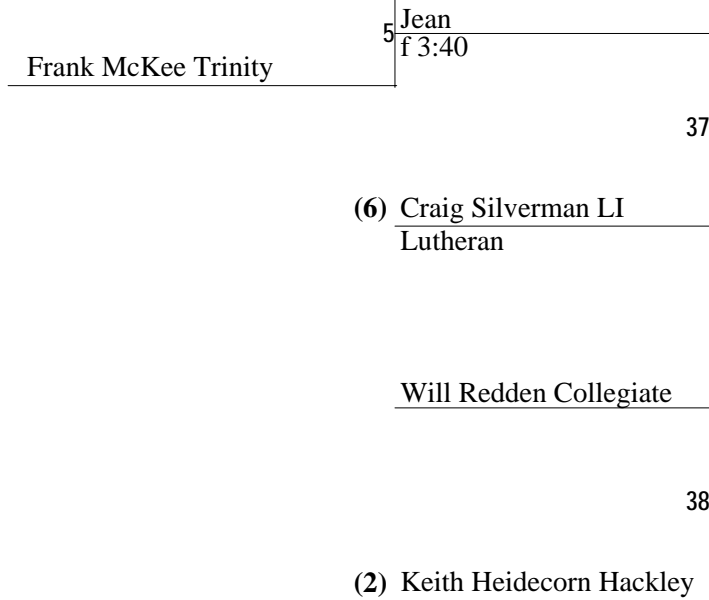 Jean
5
f 3:40
Frank McKee Trinity
37
(6) Craig Silverman LI
Lutheran
Will Redden Collegiate
38
(2) Keith Heidecorn Hackley